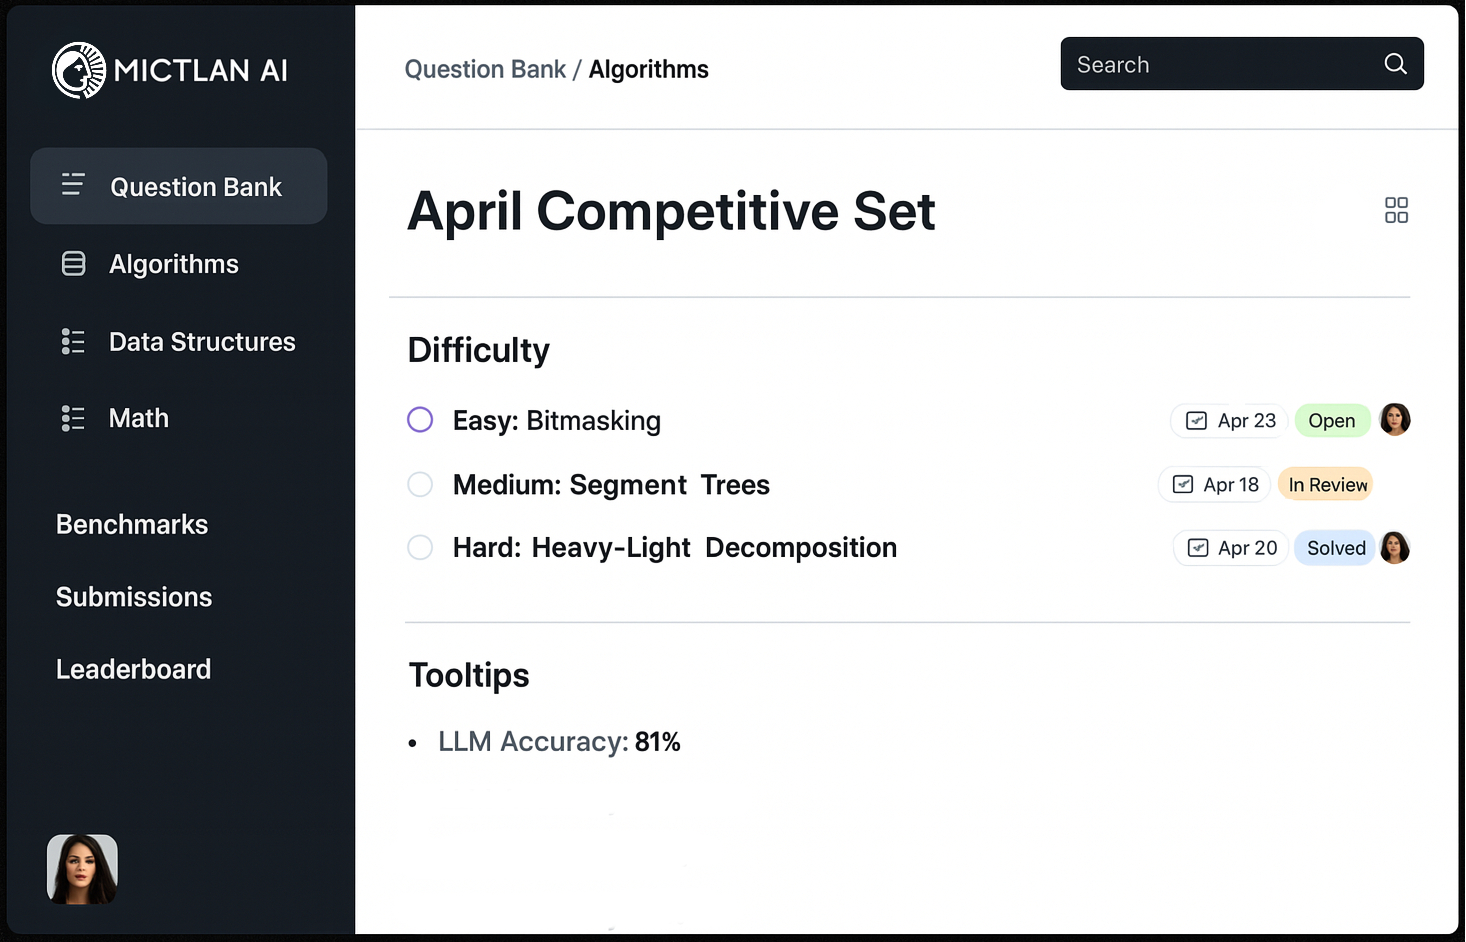 MICTLAN AI
Question Bank
Algorithms
Data Structures
Math
Benchmarks
Submissions
Leaderboard
Question Bank / Algorithms
Search
April Competitive Set
Difficulty
Easy: Bitmasking Apr 23 Open
Medium: Segment Trees Apr 18 In Review
Hard: Heavy-Light Decomposition Apr 20 Solved
Tooltips
• LLM Accuracy: 81%